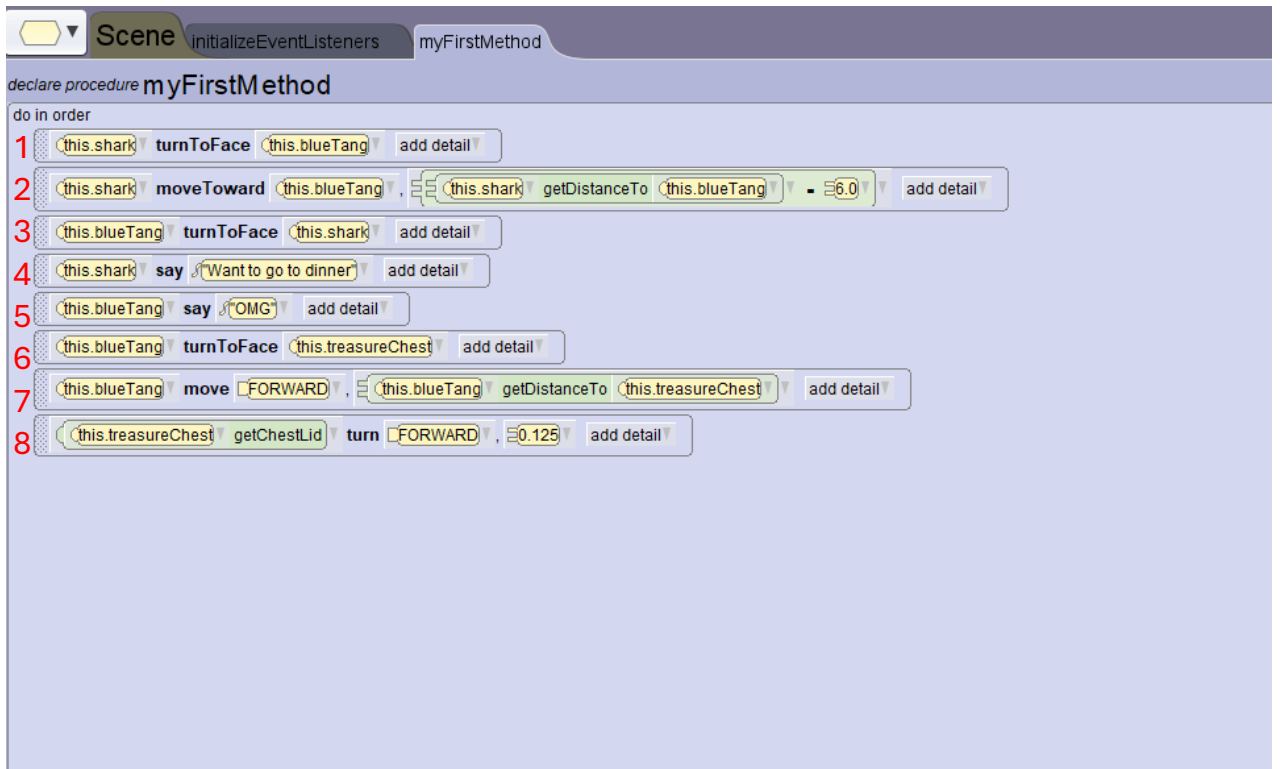 Scene initializeEventListeners myFirstMethod
declare procedure myFirstMethod
do in order
1 this.shark turnToFace this.blueTang add detail
2 this.shark moveToward this.blueTang , this.shark getDistanceTo this.blueTang - 6.0 add detail
3 this.blueTang turnToFace this.shark add detail
4 this.shark say "Want to go to dinner" add detail
5 this.blueTang say "OMG" add detail
6 this.blueTang turnToFace this.treasureChest add detail
7 this.blueTang move FORWARD , this.blueTang getDistanceTo this.treasureChest add detail
8 this.treasureChest getChestLid turn FORWARD , 0.125 add detail